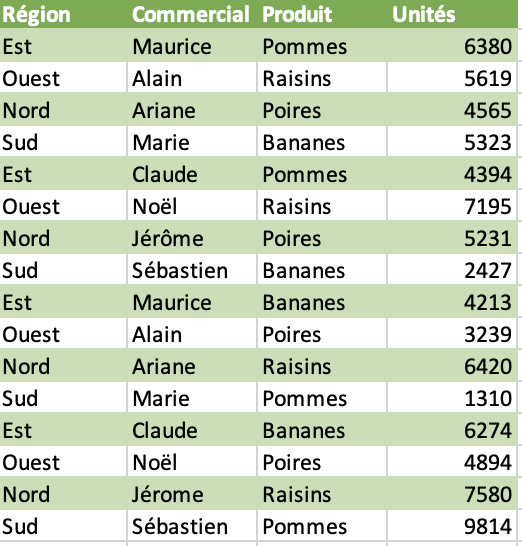 Région Commercial Produit Unités
Est Maurice Pommes 6380
Ouest Alain Raisins 5619
Nord Ariane Poires 4565
Sud Marie Bananes 5323
Est Claude Pommes 4394
Ouest Noël Raisins 7195
Nord Jérôme Poires 5231
Sud Sébastien Bananes 2427
Est Maurice Bananes 4213
Ouest Alain Poires 3239
Nord Ariane Raisins 6420
Sud Marie Pommes 1310
Est Claude Bananes 6274
Ouest Noël Poires 4894
Nord Jérome Raisins 7580
Sud Sébastien Pommes 9814